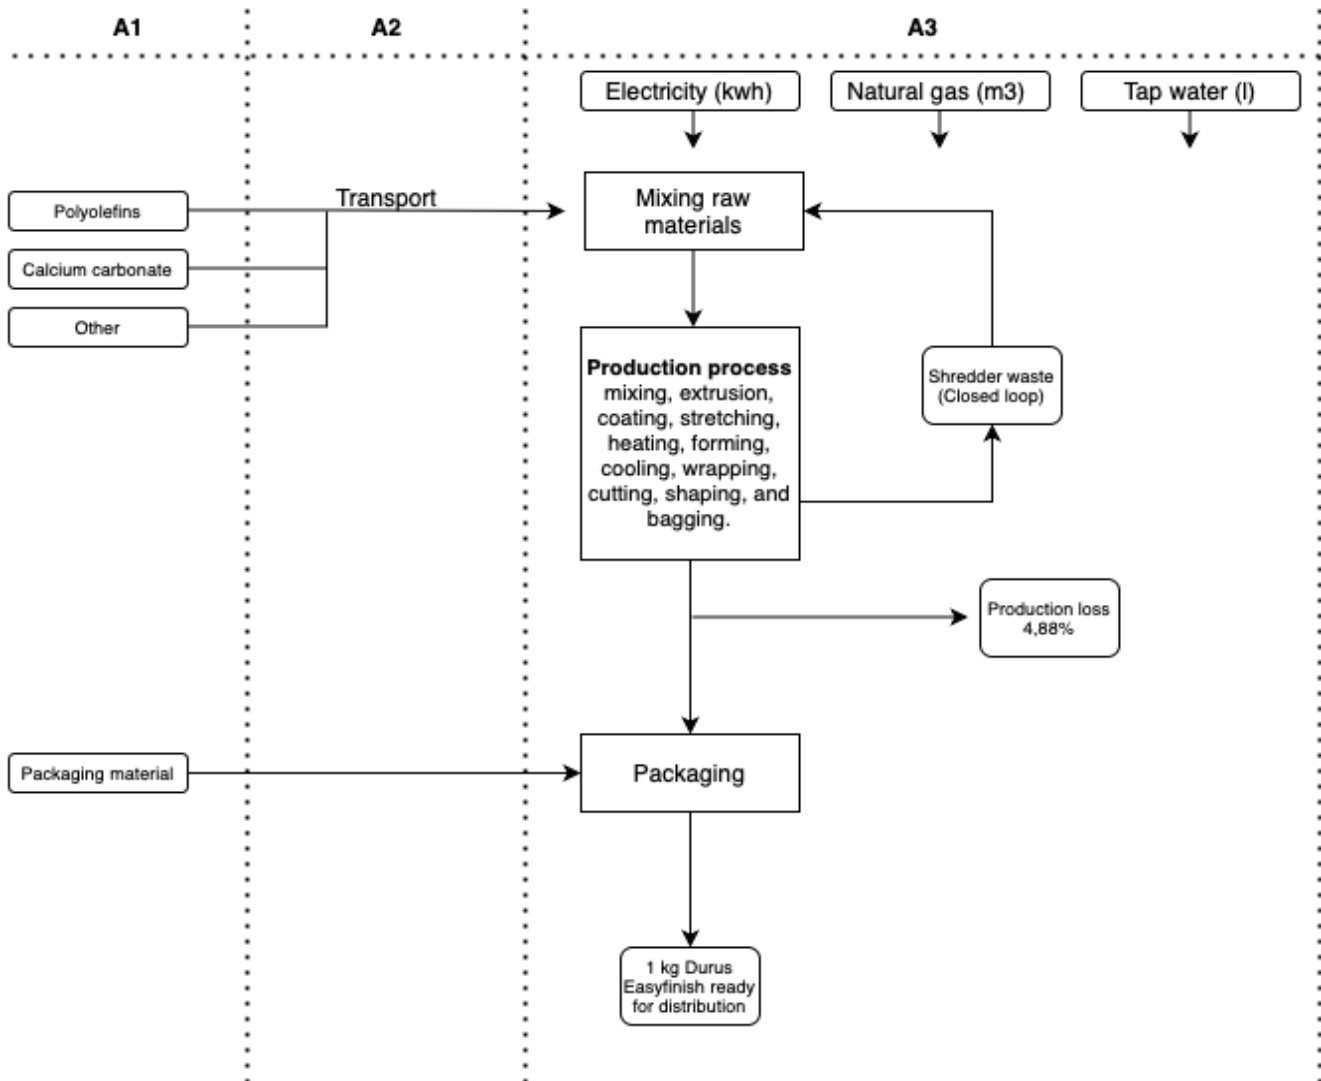 A1
A2
A3
Electricity (kwh)
Natural gas (m3)
Tap water (l)
Polyolefins
Transport
Mixing raw
materials
Calcium carbonate
Other
Production process
mixing, extrusion,
coating, stretching,
heating, forming,
cooling, wrapping,
cutting, shaping, and
bagging.
Shredder waste
(Closed loop)
Production loss
4,88%
Packaging material
Packaging
1 kg Durus
Easyfinish ready
for distribution